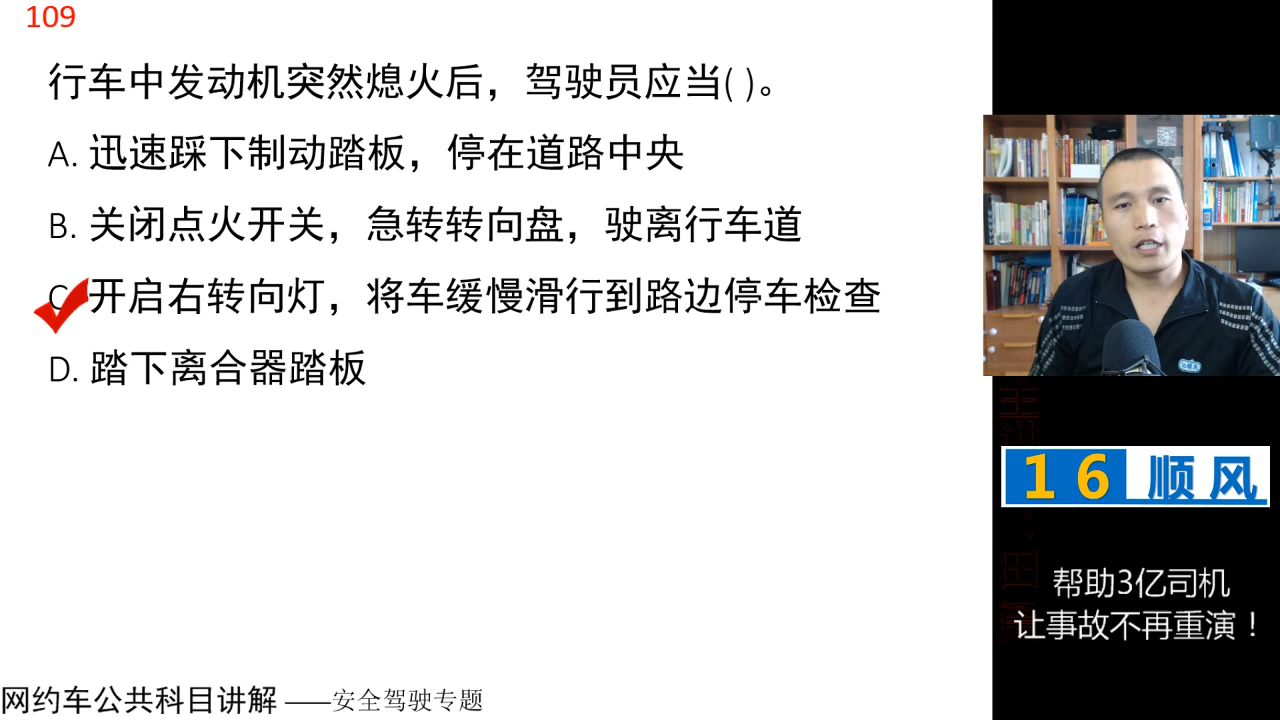 109
行车中发动机突然熄火后，驾驶员应当( )。
A. 迅速踩下制动踏板，停在道路中央
B. 关闭点火开关，急转转向盘，驶离行车道
C. 开启右转向灯，将车缓慢滑行到路边停车检查
D. 踏下离合器踏板
16顺风
帮助3亿司机
让事故不再重演！
网约车公共科目讲解 ——安全驾驶专题